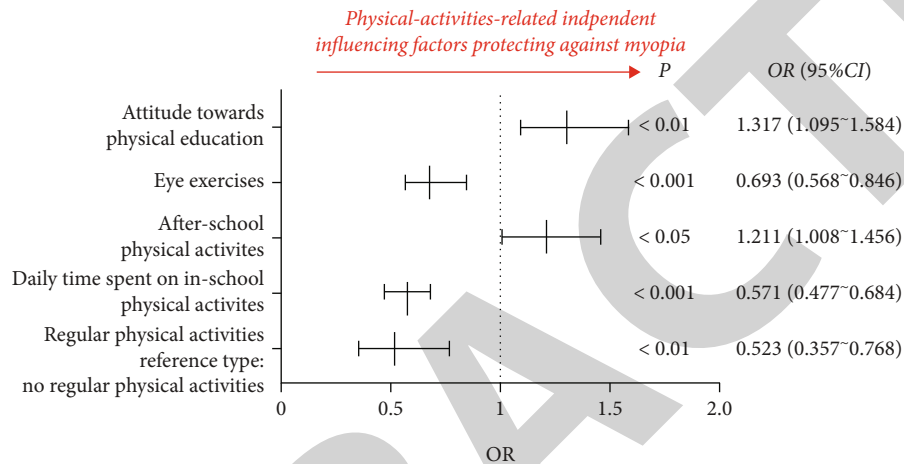 Physical-activities-related indpendent
influencing factors protecting against myopia
P OR (95%CI)
Attitude towards
physical education
< 0.01 1.317 (1.095~1.584)
Eye exercises < 0.001 0.693 (0.568~0.846)
After-school
physical activites
< 0.05 1.211 (1.008~1.456)
Daily time spent on in-school
physical activites
< 0.001 0.571 (0.477~0.684)
Regular physical activities
reference type:
no regular physical activities
< 0.01 0.523 (0.357~0.768)
0 0.5 1 1.5 2.0
OR